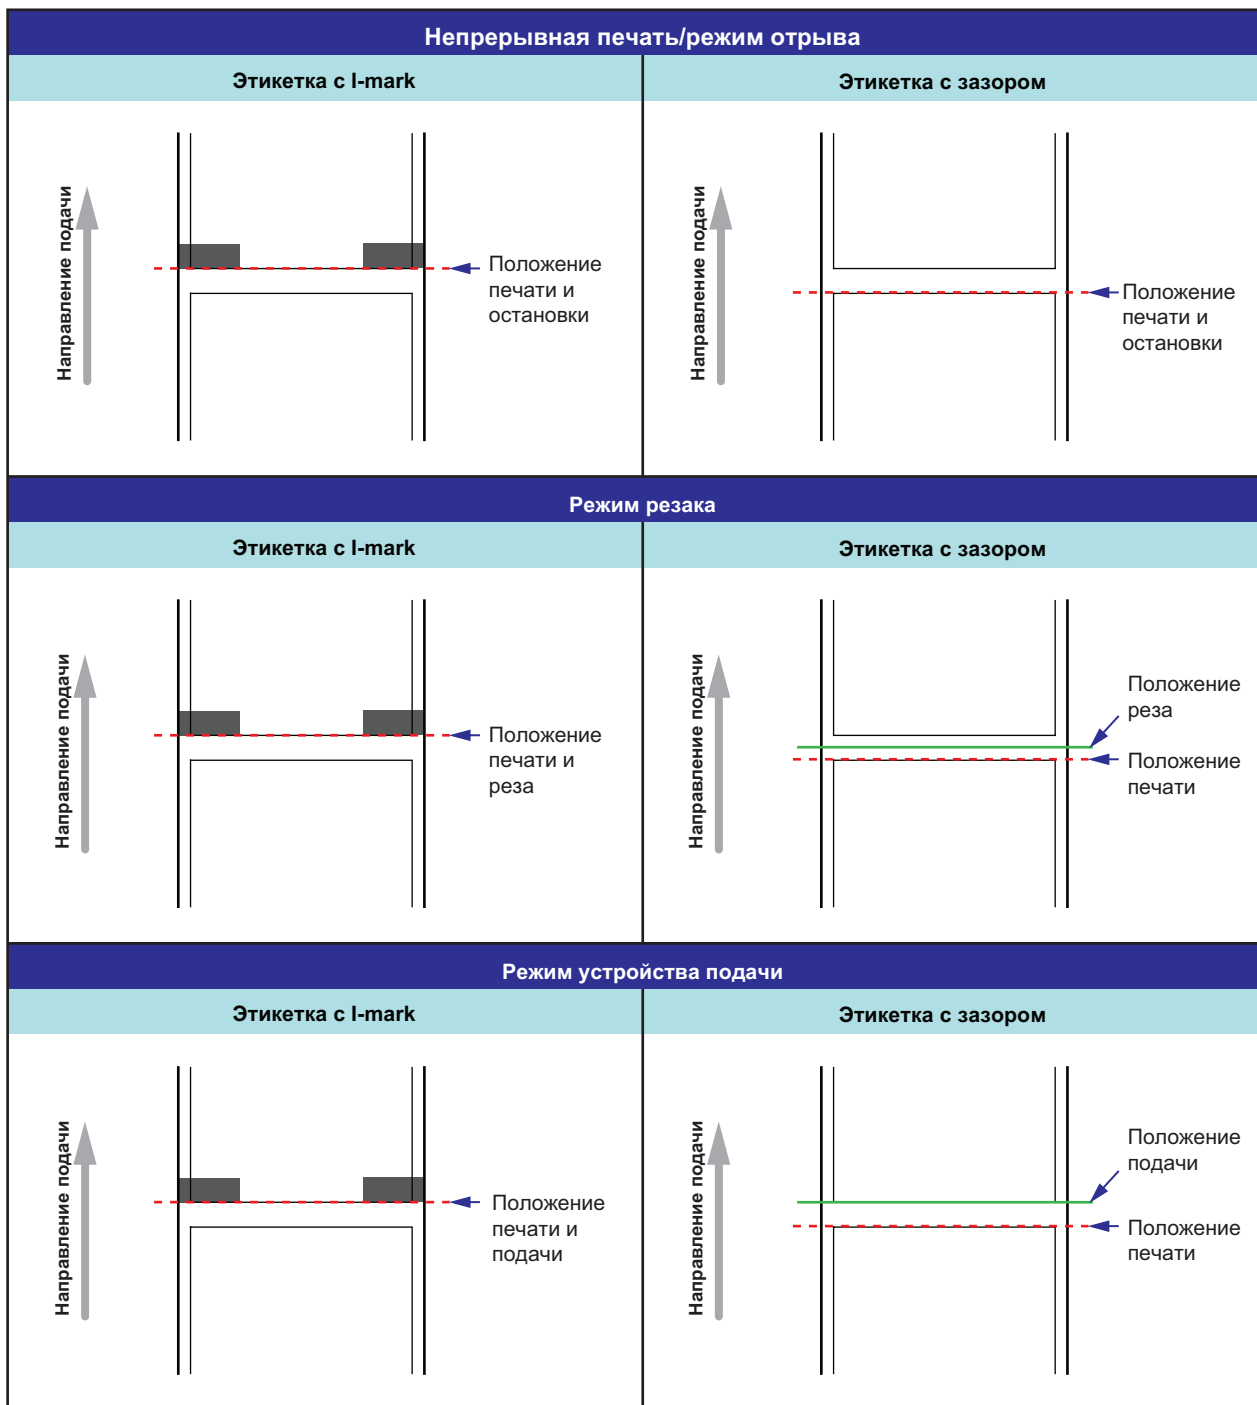 Непрерывная печать/режим отрыва
Этикетка с I-mark
Этикетка с зазором
Направление подачи
Положение
печати и
остановки
Направление подачи
Положение
печати и
остановки
Режим резака
Этикетка с I-mark
Этикетка с зазором
Направление подачи
Положение
печати и
реза
Направление подачи
Положение
реза
Положение
печати
Режим устройства подачи
Этикетка с I-mark
Этикетка с зазором
Направление подачи
Положение
печати и
подачи
Направление подачи
Положение
подачи
Положение
печати